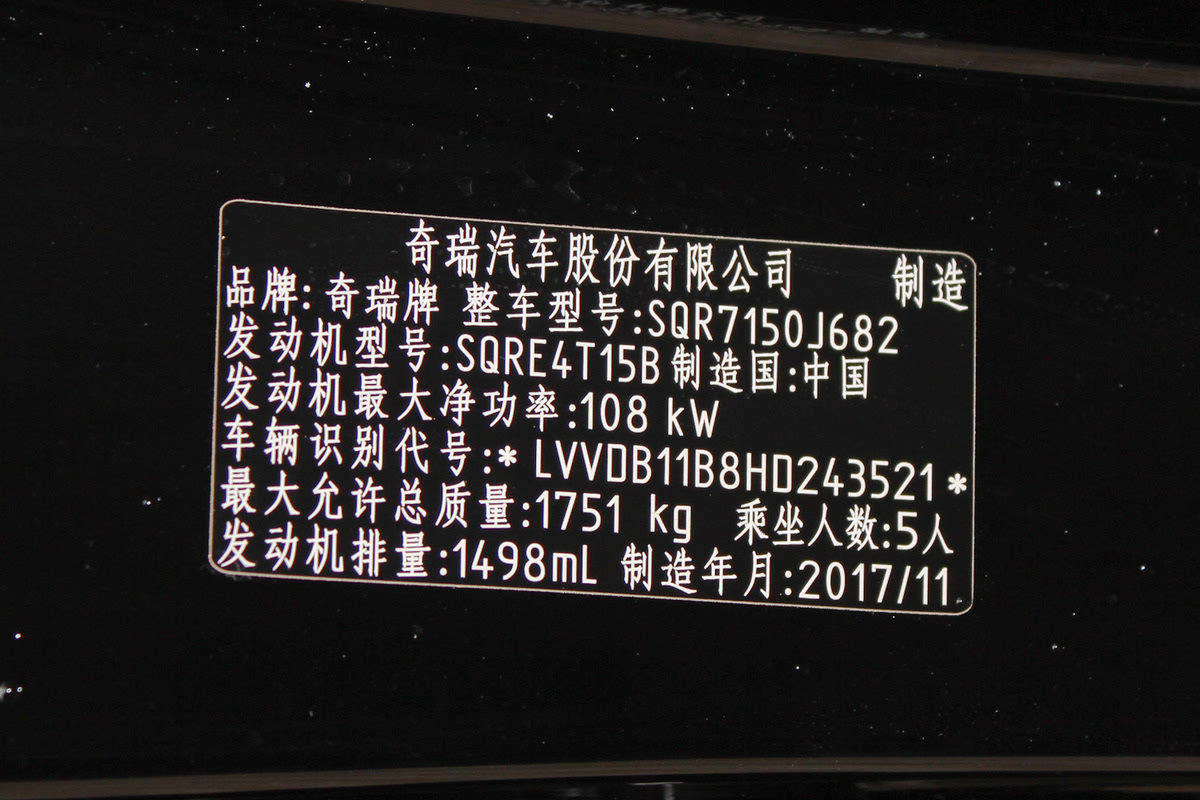 奇瑞汽车股份有限公司 制造
品牌:奇瑞牌 整车型号:SQR7150J682
发动机型号:SQRE4T15B 制造国:中国
发动机最大净功率:108 kW
车辆识别代号:* LVVDB11B8HD243521 *
最大允许总质量:1751 kg 乘坐人数:5人
发动机排量:1498mL 制造年月:2017/11